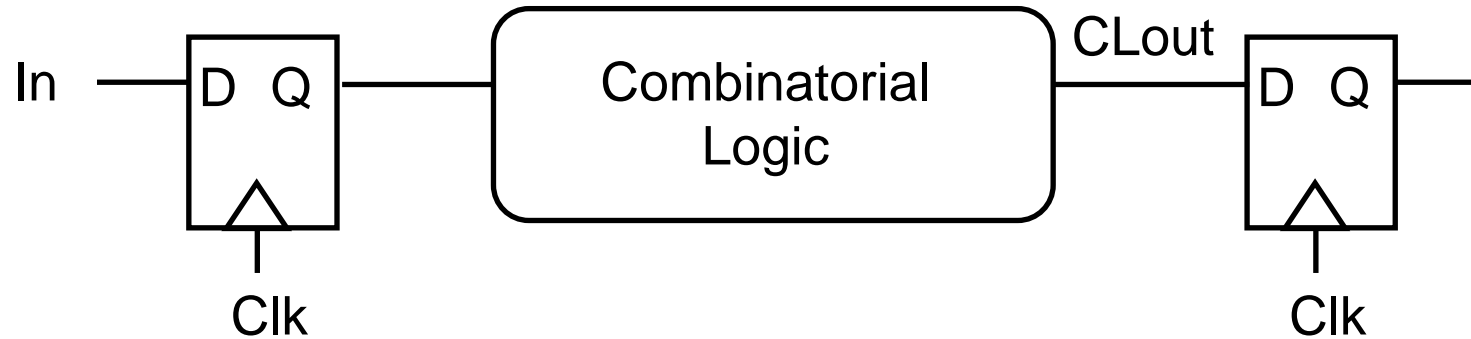 In
D Q
Combinatorial
Logic
CLout
D Q
Clk
Clk